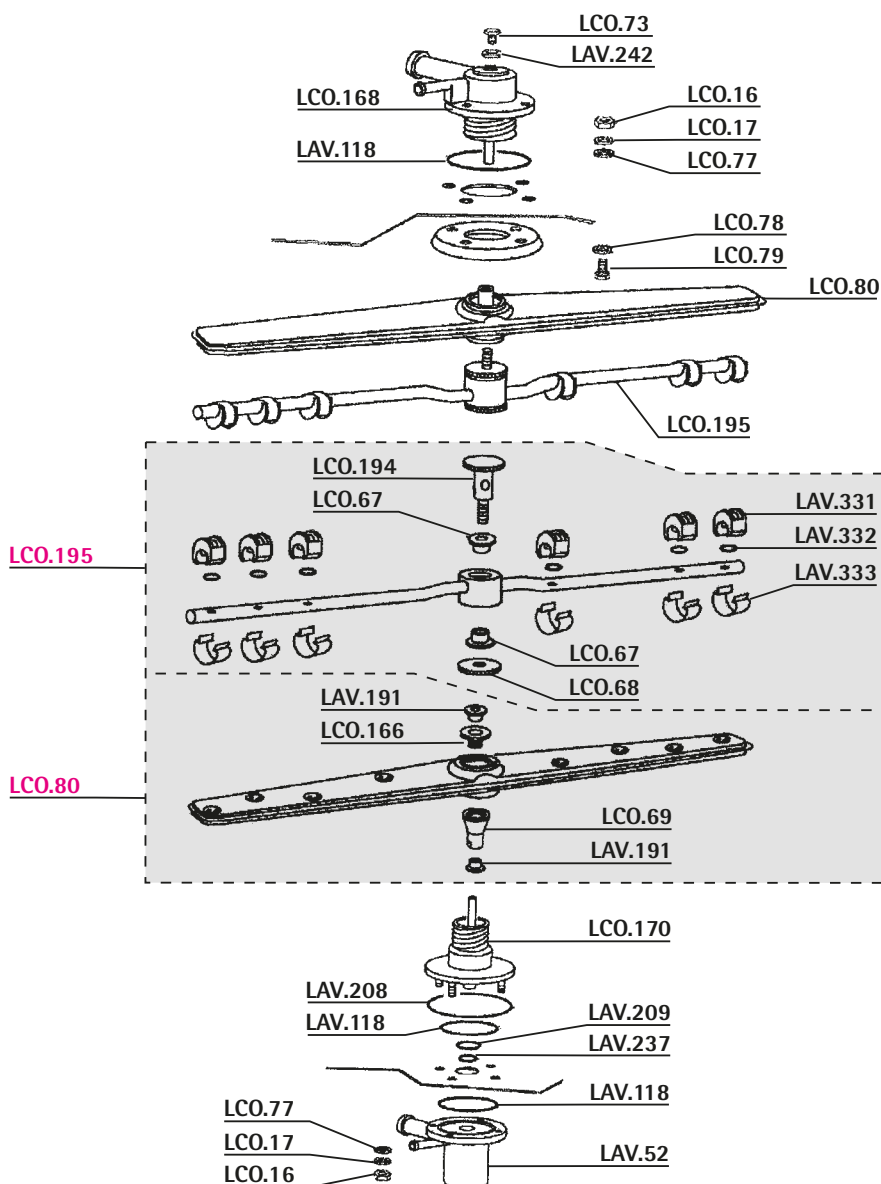 LCO.73
LAV.242
LCO.168
LCO.16
LCO.17
LAV.118
LCO.77
LCO.78
LCO.79
LCO.80
LCO.195
LCO.194
LCO.67
LAV.331
LAV.332
LCO.195
LAV.333
LCO.67
LCO.68
LAV.191
LCO.166
LCO.80
LCO.69
LAV.191
LCO.170
LAV.208
LAV.209
LAV.118
LAV.237
LAV.118
LCO.77
LCO.17
LAV.52
LCO.16